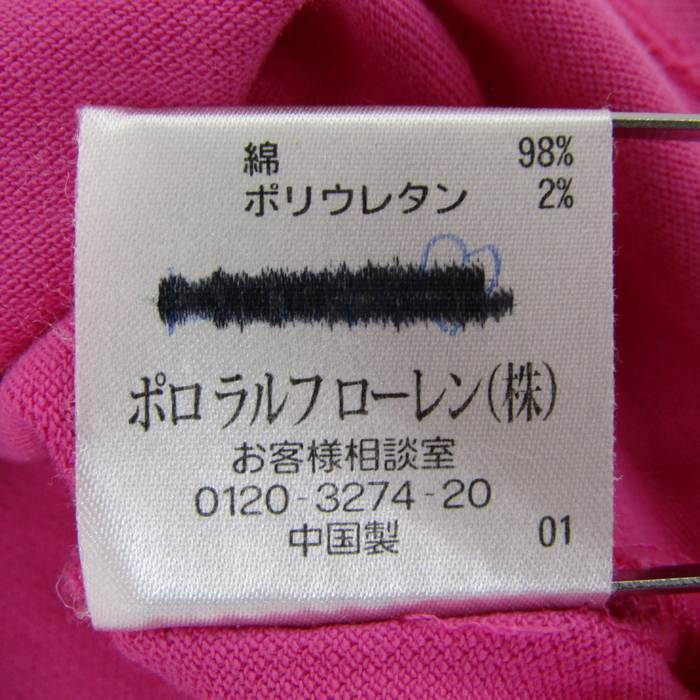 綿 98%
ポリウレタン 2%
ポロ ラルフ ローレン(株)
お客様相談室
0120-3274-20
中国製 01